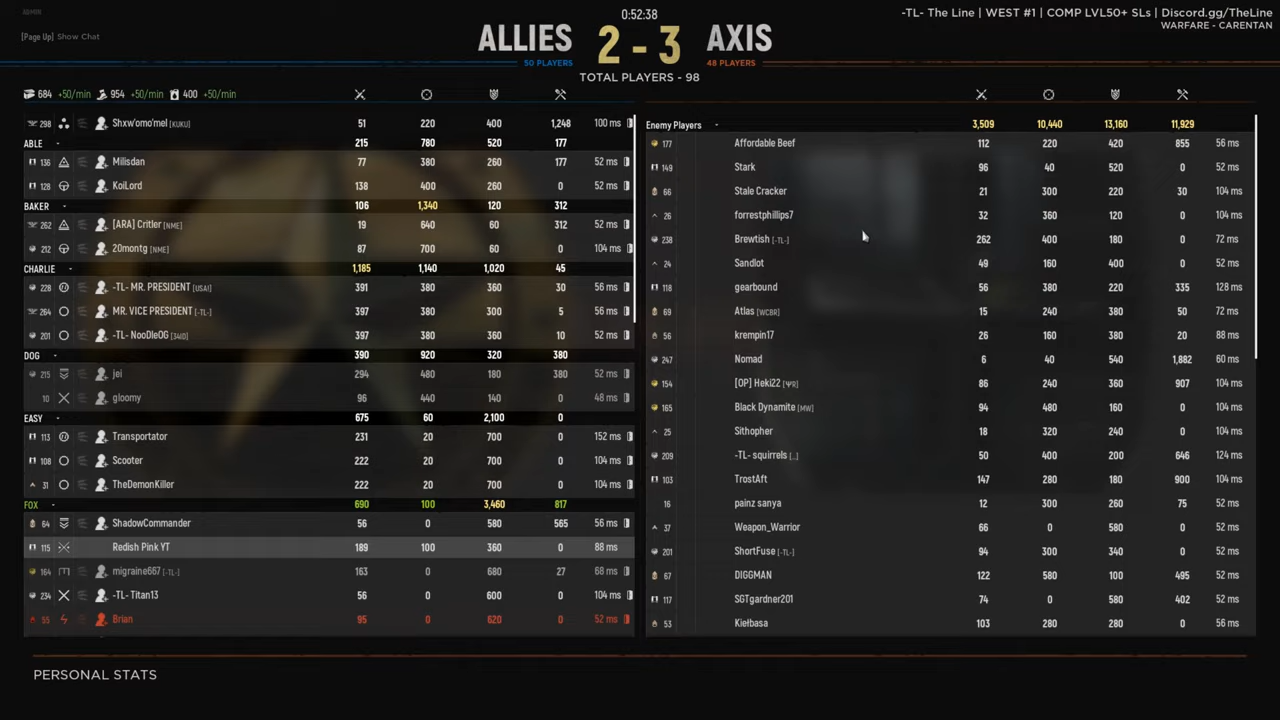 ADMIN
[Page Up] Show Chat
0:52:38
ALLIES 2 - 3 AXIS
50 PLAYERS
48 PLAYERS
TOTAL PLAYERS - 98
-TL- The Line | WEST #1 | COMP LVL50+ SLs | Discord.gg/TheLine
WARFARE - CARENTAN
684 +50/min 954 +50/min 400 +50/min
298 Shxw'omo'mel [KUKU] 51 220 400 1,248 100 ms
ABLE 215 780 520 177
136 Milisdan 77 380 260 177 52 ms
128 KoiLord 138 400 260 0 52 ms
BAKER 106 1,340 120 312
262 [ARA] Critler [NME] 19 640 60 312 52 ms
212 20montg [NME] 87 700 60 0 104 ms
CHARLIE 1,185 1,140 1,020 45
228 -TL- MR. PRESIDENT [USA!] 391 380 360 30 56 ms
264 MR. VICE PRESIDENT [-TL-] 397 380 300 5 56 ms
201 -TL- NooDleOG [34ID] 397 380 360 10 52 ms
DOG 390 920 320 380
215 jei 294 480 180 380 52 ms
10 gloomy 96 440 140 0 48 ms
EASY 675 60 2,100 0
113 Transportator 231 20 700 0 152 ms
108 Scooter 222 20 700 0 104 ms
31 TheDemonKiller 222 20 700 0 104 ms
FOX 690 100 3,460 817
64 ShadowCommander 56 0 580 565 56 ms
115 Redish Pink YT 189 100 360 0 88 ms
164 migraine667 [-TL-] 163 0 680 27 68 ms
234 -TL- Titan13 56 0 600 0 104 ms
55 Brian 95 0 620 0 52 ms
Enemy Players - 3,509 10,440 13,160 11,929
177 Affordable Beef 112 220 420 855 56 ms
149 Stark 96 40 520 0 52 ms
66 Stale Cracker 21 300 220 30 104 ms
26 forrestphillips7 32 360 120 0 104 ms
238 Brewtish [-TL-] 262 400 180 0 72 ms
24 Sandlot 49 160 400 0 52 ms
118 gearbound 56 380 220 335 128 ms
69 Atlas [WCBR] 15 240 380 50 72 ms
56 krempin17 26 160 380 20 88 ms
247 Nomad 6 40 540 1,882 60 ms
154 [OP] Heki22 [ΨR] 86 240 360 907 104 ms
165 Black Dynamite [MW] 94 480 160 0 104 ms
25 Sithopher 18 320 240 0 104 ms
209 -TL- squirrels [..] 50 400 200 646 124 ms
103 TrostAft 147 280 180 900 104 ms
16 painz sanya 12 300 260 75 52 ms
37 Weapon_Warrior 66 0 580 0 52 ms
201 ShortFuse [-TL-] 94 300 340 0 52 ms
67 DIGGMAN 122 580 100 495 52 ms
117 SGTgardner201 74 0 580 402 52 ms
53 Kiełbasa 103 280 280 0 56 ms
PERSONAL STATS